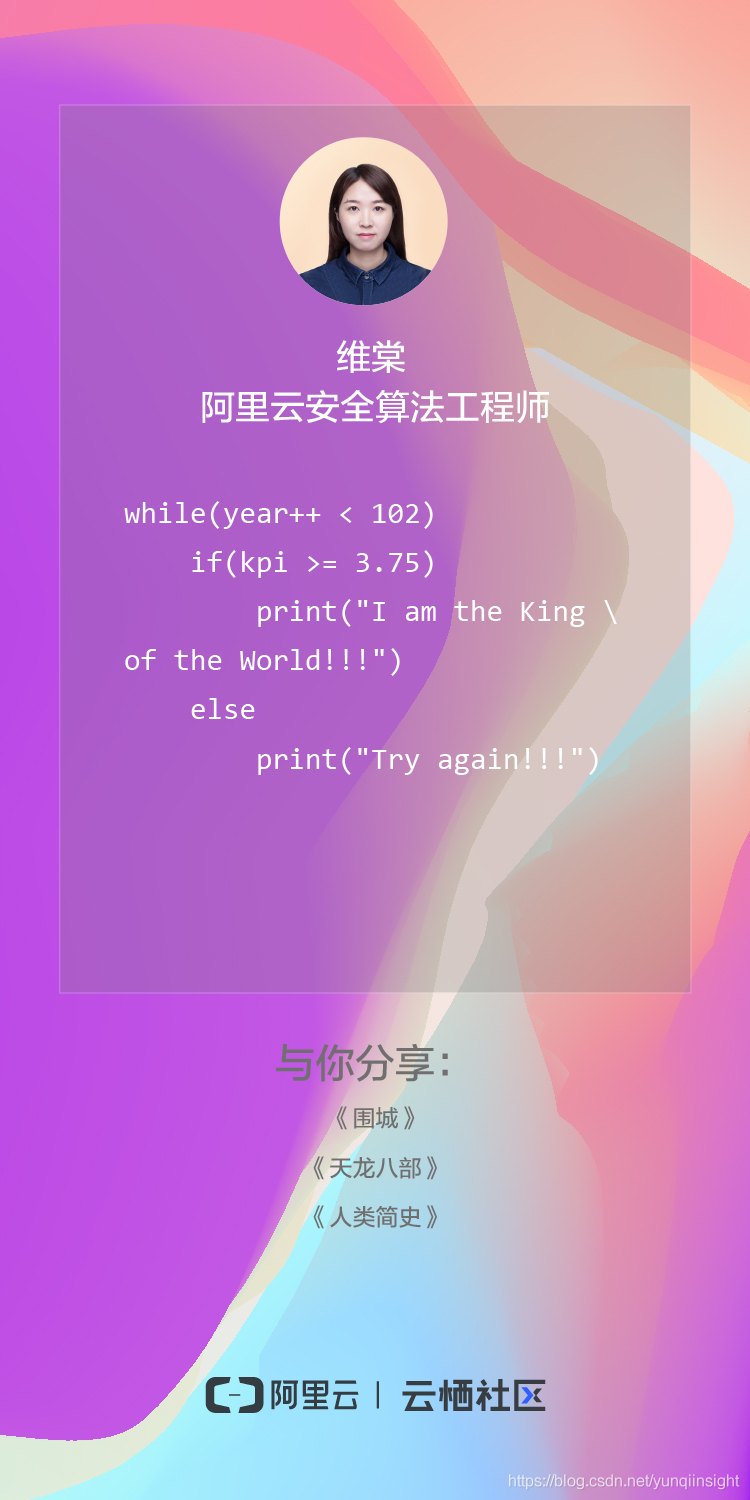 维棠
阿里云安全算法工程师
while(year++ < 102)
    if(kpi >= 3.75)
        print("I am the King \
of the World!!!")
    else
        print("Try again!!!")
与你分享：
《围城》
《天龙八部》
《人类简史》
阿里云 | 云栖社区
https://blog.csdn.net/yunqiinsight